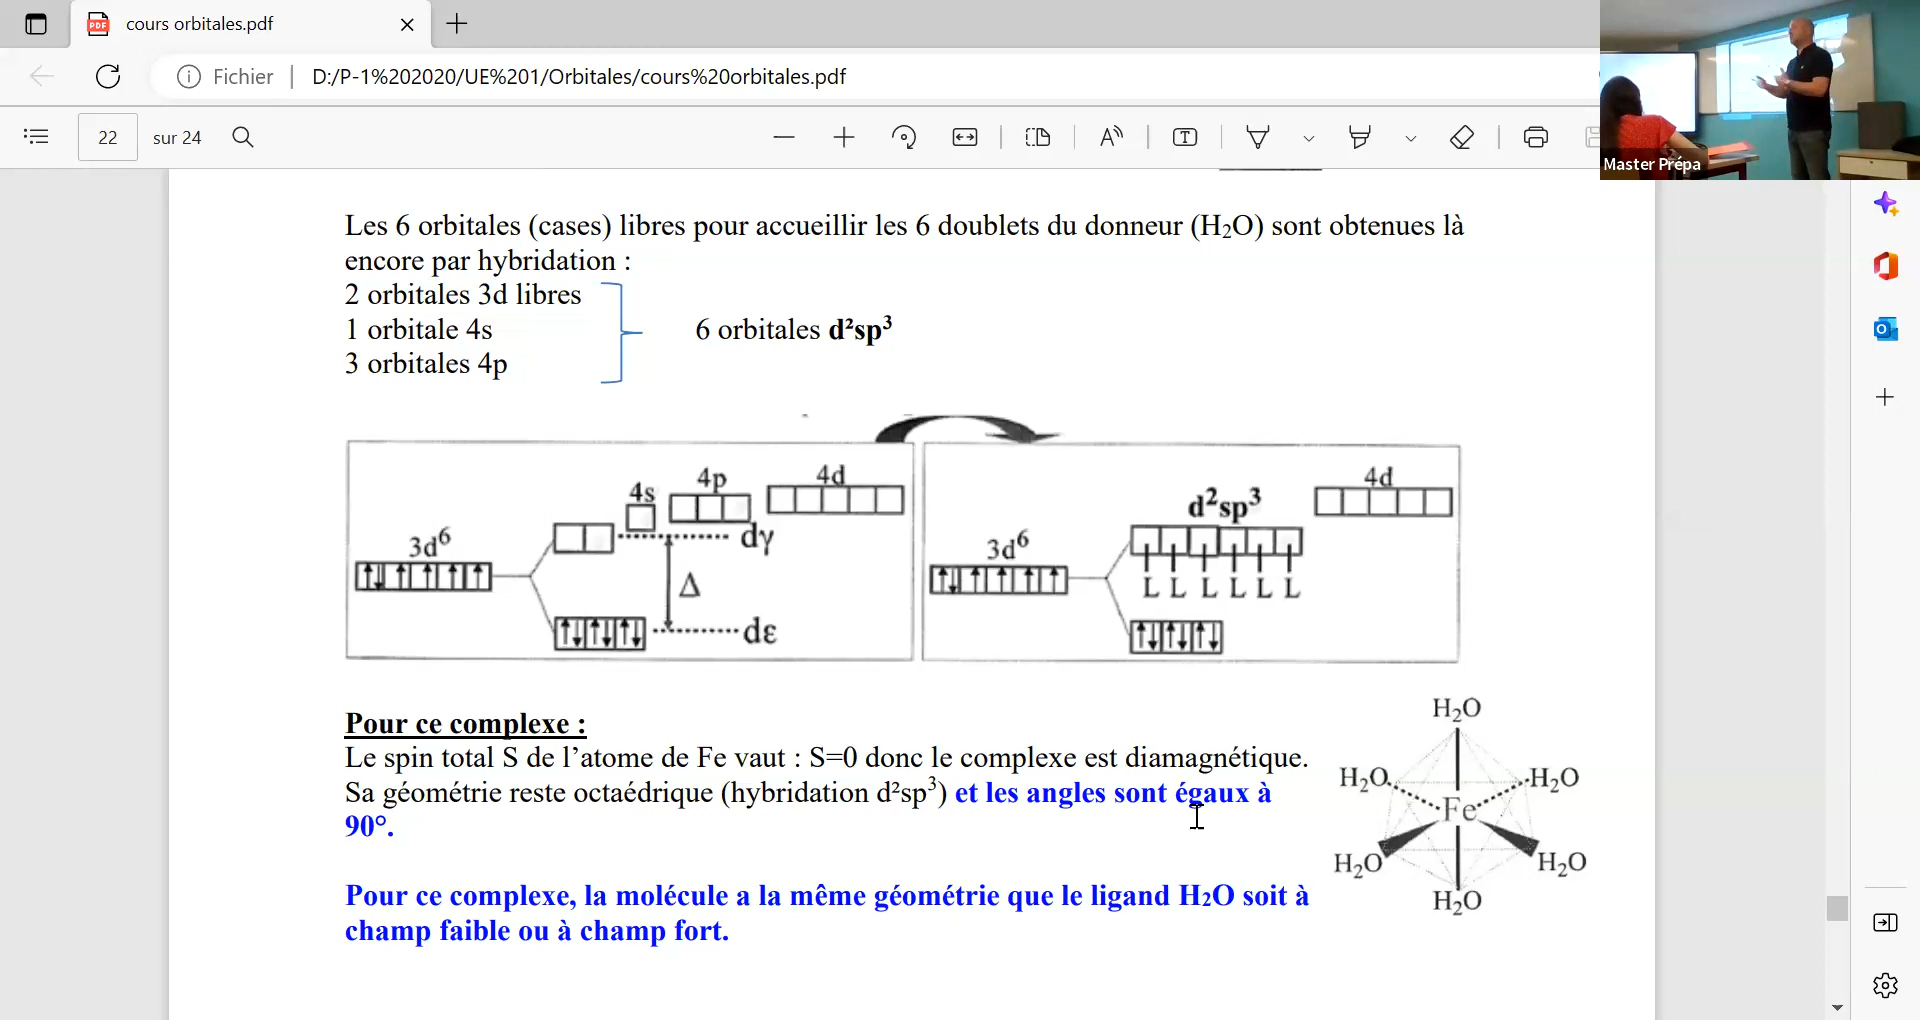 cours orbitales.pdf
Fichier
D:/P-1%202020/UE%201/Orbitales/cours%20orbitales.pdf
22 sur 24
Master Prépa
Les 6 orbitales (cases) libres pour accueillir les 6 doublets du donneur (H₂O) sont obtenues là
encore par hybridation :
2 orbitales 3d libres
1 orbitale 4s
3 orbitales 4p
6 orbitales d²sp³
4s 4p 4d
3d⁶
dγ
Δ
dε
4d
d²sp³
3d⁶
L L L L L L
Pour ce complexe :
Le spin total S de l’atome de Fe vaut : S=0 donc le complexe est diamagnétique.
Sa géométrie reste octaédrique (hybridation d²sp³) et les angles sont égaux à
90°.
Pour ce complexe, la molécule a la même géométrie que le ligand H₂O soit à
champ faible ou à champ fort.
H₂O
H₂O H₂O
Fe
H₂O H₂O
H₂O